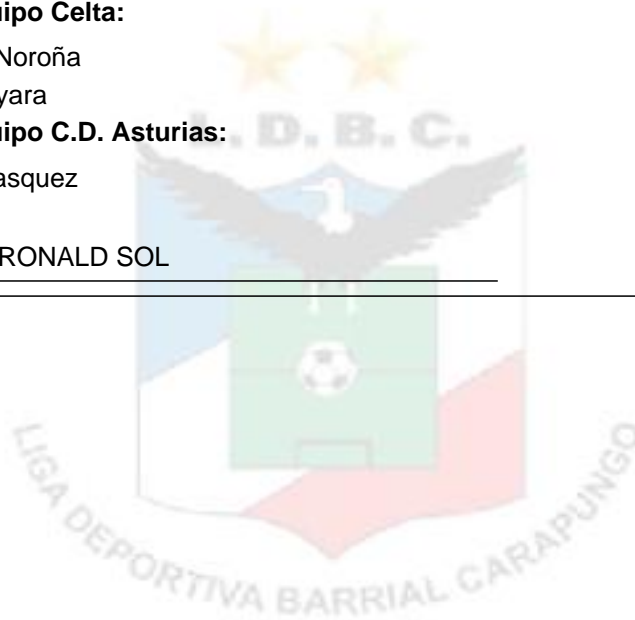 uipo Celta:
Noroña
yara
uipo C.D. Asturias:
asquez
RONALD SOL
L. D. B. C.
LIGA DEPORTIVA BARRIAL CARAPUNGO